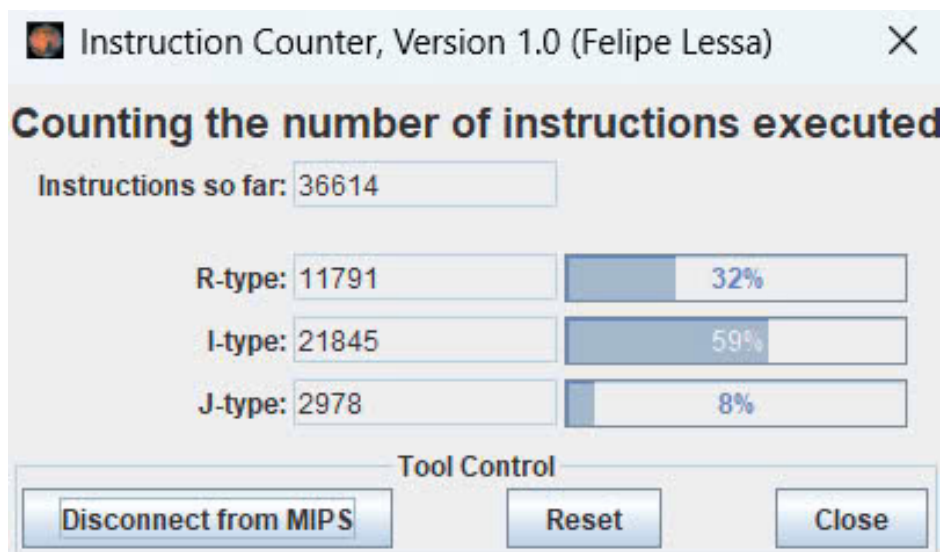 Instruction Counter, Version 1.0 (Felipe Lessa)
Counting the number of instructions executed
Instructions so far: 36614
R-type: 11791 32%
I-type: 21845 59%
J-type: 2978 8%
Tool Control
Disconnect from MIPS Reset Close